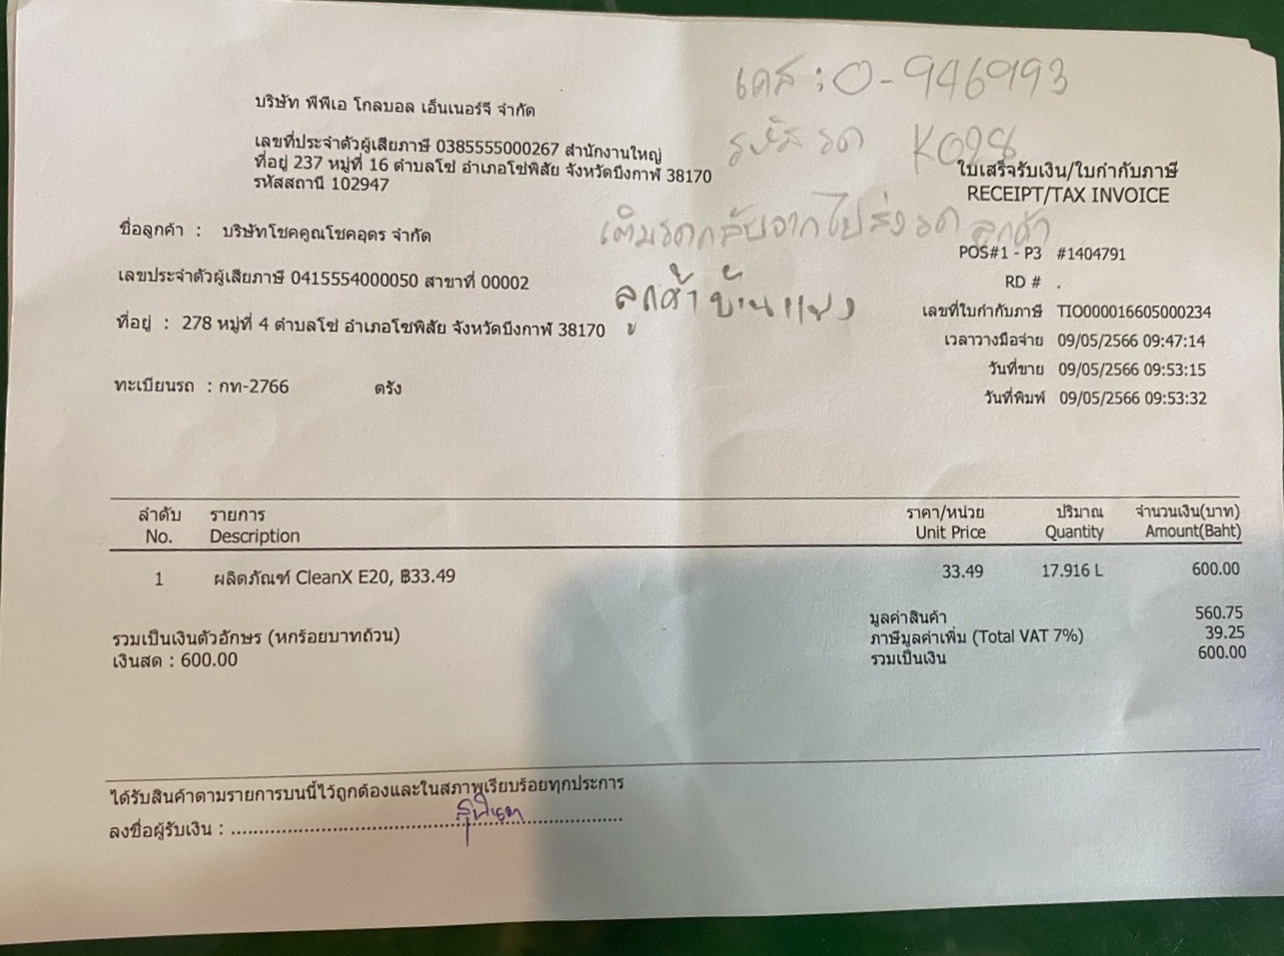 เคส : 0-946993
บริษัท พีพีเอ โกลบอล เอ็นเนอร์จี จำกัด
รหัสรถ K028
เลขที่ประจำตัวผู้เสียภาษี 0385555000267 สำนักงานใหญ่
ที่อยู่ 237 หมู่ที่ 16 ตำบลโซ่ อำเภอโซ่พิสัย จังหวัดบึงกาฬ 38170
รหัสสถานี 102947
ใบเสร็จรับเงิน/ใบกำกับภาษี
RECEIPT/TAX INVOICE
เติมรถกลับจากไปส่งรถลูกค้า
ชื่อลูกค้า : บริษัทโชคคูณโชคอุดร จำกัด
POS#1 - P3 #1404791
เลขประจำตัวผู้เสียภาษี 0415554000050 สาขาที่ 00002
RD # .
ลูกค้าบ้านแพง
ที่อยู่ : 278 หมู่ที่ 4 ตำบลโซ่ อำเภอโซพิสัย จังหวัดบึงกาฬ 38170
เลขที่ใบกำกับภาษี TIO000016605000234
เวลาวางมือจ่าย 09/05/2566 09:47:14
วันที่ขาย 09/05/2566 09:53:15
ทะเบียนรถ : กท-2766 ตรัง
วันที่พิมพ์ 09/05/2566 09:53:32
ลำดับ รายการ ราคา/หน่วย ปริมาณ จำนวนเงิน(บาท)
No. Description Unit Price Quantity Amount(Baht)
1 ผลิตภัณฑ์ CleanX E20, ฿33.49 33.49 17.916 L 600.00
มูลค่าสินค้า 560.75
รวมเป็นเงินตัวอักษร (หกร้อยบาทถ้วน) ภาษีมูลค่าเพิ่ม (Total VAT 7%) 39.25
เงินสด : 600.00 รวมเป็นเงิน 600.00
ได้รับสินค้าตามรายการบนนี้ไว้ถูกต้องและในสภาพเรียบร้อยทุกประการ
ลงชื่อผู้รับเงิน :